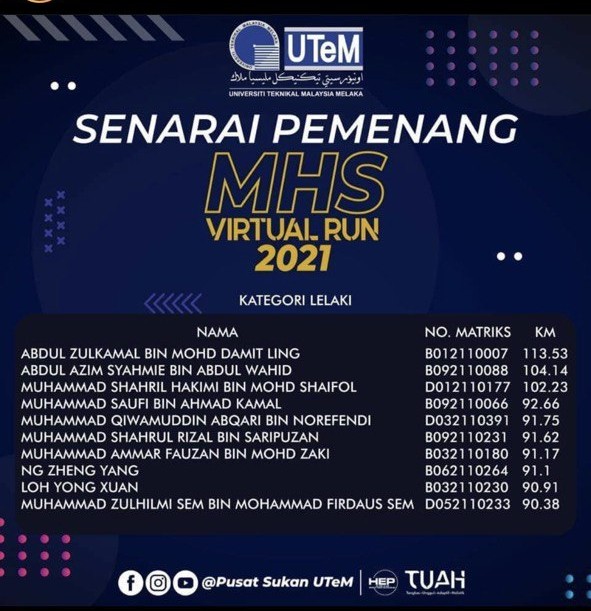 UTeM
اونيۏرسيتي تيكنيكل مليسيا ملاك
UNIVERSITI TEKNIKAL MALAYSIA MELAKA
SENARAI PEMENANG
MHS
VIRTUAL RUN
2021
KATEGORI LELAKI
NAMA NO. MATRIKS KM
ABDUL ZULKAMAL BIN MOHD DAMIT LING B012110007 113.53
ABDUL AZIM SYAHMIE BIN ABDUL WAHID B092110088 104.14
MUHAMMAD SHAHRIL HAKIMI BIN MOHD SHAIFOL D012110177 102.23
MUHAMMAD SAUFI BIN AHMAD KAMAL B092110066 92.66
MUHAMMAD QIWAMUDDIN ABQARI BIN NOREFENDI D032110391 91.75
MUHAMMAD SHAHRUL RIZAL BIN SARIPUZAN B092110231 91.62
MUHAMMAD AMMAR FAUZAN BIN MOHD ZAKI B032110180 91.17
NG ZHENG YANG B062110264 91.1
LOH YONG XUAN B032110230 90.91
MUHAMMAD ZULHILMI SEM BIN MOHAMMAD FIRDAUS SEM D052110233 90.38
@Pusat Sukan UTeM HEP TUAH